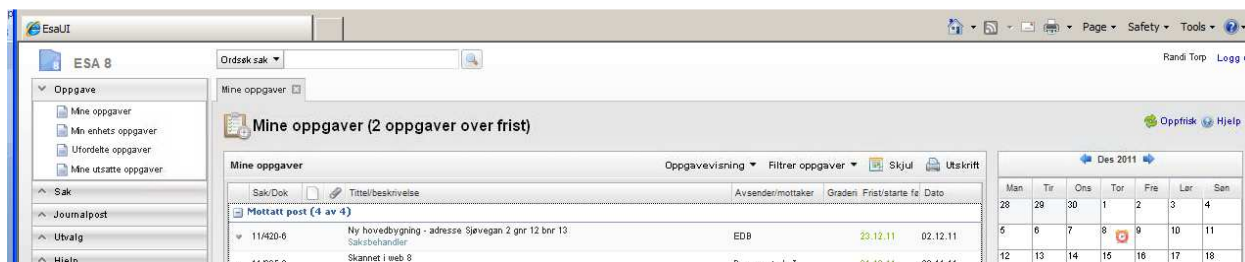 EsaUI
Page Safety Tools
ESA 8
Ordsøk sak
Randi Torp Logg
Oppgave
Mine oppgaver
Mine oppgaver
Min enhets oppgaver
Ufordelte oppgaver
Mine utsatte oppgaver
Sak
Journalpost
Utvalg
Hjelp
Mine oppgaver (2 oppgaver over frist)
Oppfrisk Hjelp
Mine oppgaver Oppgavevisning Filtrer oppgaver Skjul Utskrift
Sak/Dok Tittel/beskrivelse Avsender/mottaker Graderi Frist/starte fø Dato
Mottatt post (4 av 4)
11/420-6 Ny hovedbygning - adresse Sjøvegan 2 gnr 12 bnr 13 EDB 23.12.11 02.12.11
Saksbehandler
Skannet i web 8
Des 2011
Man Tir Ons Tor Fre Lør Søn
28 29 30 1 2 3 4
5 6 7 8 9 10 11
12 13 14 15 16 17 18